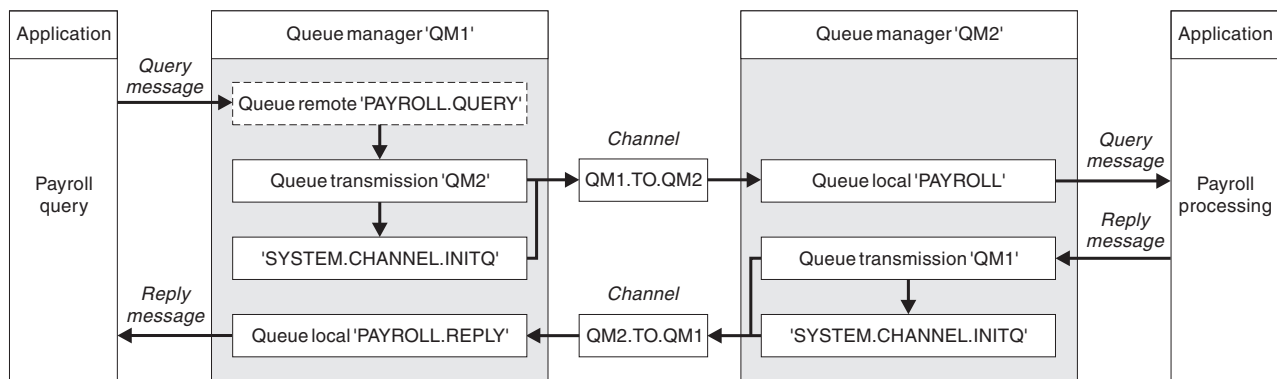 Application
Queue manager 'QM1'
Queue manager 'QM2'
Application
Query
message
Queue remote 'PAYROLL.QUERY'
Channel
Query
message
Payroll
query
Queue transmission 'QM2'
QM1.TO.QM2
Queue local 'PAYROLL'
Payroll
processing
Reply
message
'SYSTEM.CHANNEL.INITQ'
Queue transmission 'QM1'
Reply
message
Channel
Queue local 'PAYROLL.REPLY'
QM2.TO.QM1
'SYSTEM.CHANNEL.INITQ'